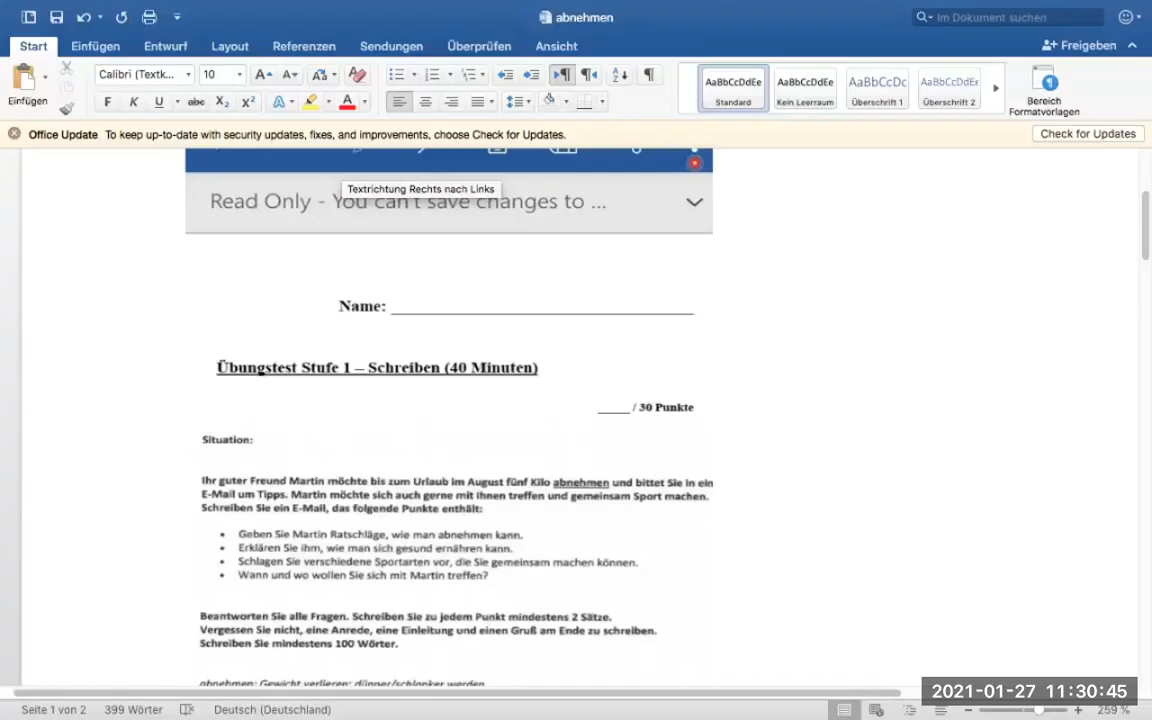 abnehmen
Im Dokument suchen
Start Einfügen Entwurf Layout Referenzen Sendungen Überprüfen Ansicht
Freigeben
Calibri (Textk... 10
Einfügen
F K U abc X₂ X²
AaBbCcDdEe AaBbCcDdEe AaBbCcDc AaBbCcDdEe
Standard Kein Leerraum Überschrift 1 Überschrift 2
Bereich
Formatvorlagen
Office Update To keep up-to-date with security updates, fixes, and improvements, choose Check for Updates.
Check for Updates
Textrichtung Rechts nach Links
Read Only - You can't save changes to ...
Name:
Übungstest Stufe 1 – Schreiben (40 Minuten)
/ 30 Punkte
Situation:
Ihr guter Freund Martin möchte bis zum Urlaub im August fünf Kilo abnehmen und bittet Sie in ein
E-Mail um Tipps. Martin möchte sich auch gerne mit Ihnen treffen und gemeinsam Sport machen.
Schreiben Sie ein E-Mail, das folgende Punkte enthält:
• Geben Sie Martin Ratschläge, wie man abnehmen kann.
• Erklären Sie ihm, wie man sich gesund ernähren kann.
• Schlagen Sie verschiedene Sportarten vor, die Sie gemeinsam machen können.
• Wann und wo wollen Sie sich mit Martin treffen?
Beantworten Sie alle Fragen. Schreiben Sie zu jedem Punkt mindestens 2 Sätze.
Vergessen Sie nicht, eine Anrede, eine Einleitung und einen Gruß am Ende zu schreiben.
Schreiben Sie mindestens 100 Wörter.
abnehmen: Gewicht verlieren; dünner/schlanker werden
2021-01-27 11:30:45
Seite 1 von 2 399 Wörter Deutsch (Deutschland) 259 %